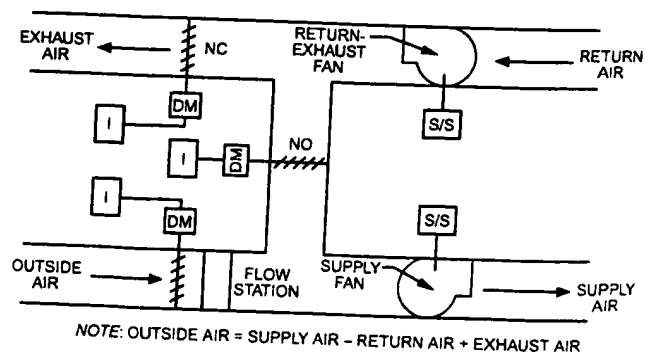 EXHAUST
AIR
NC
RETURN-
EXHAUST
FAN
RETURN
AIR
DM
I
S/S
NO
I
DM
I
DM
S/S
OUTSIDE
AIR
FLOW
STATION
SUPPLY
FAN
SUPPLY
AIR
NOTE: OUTSIDE AIR = SUPPLY AIR – RETURN AIR + EXHAUST AIR